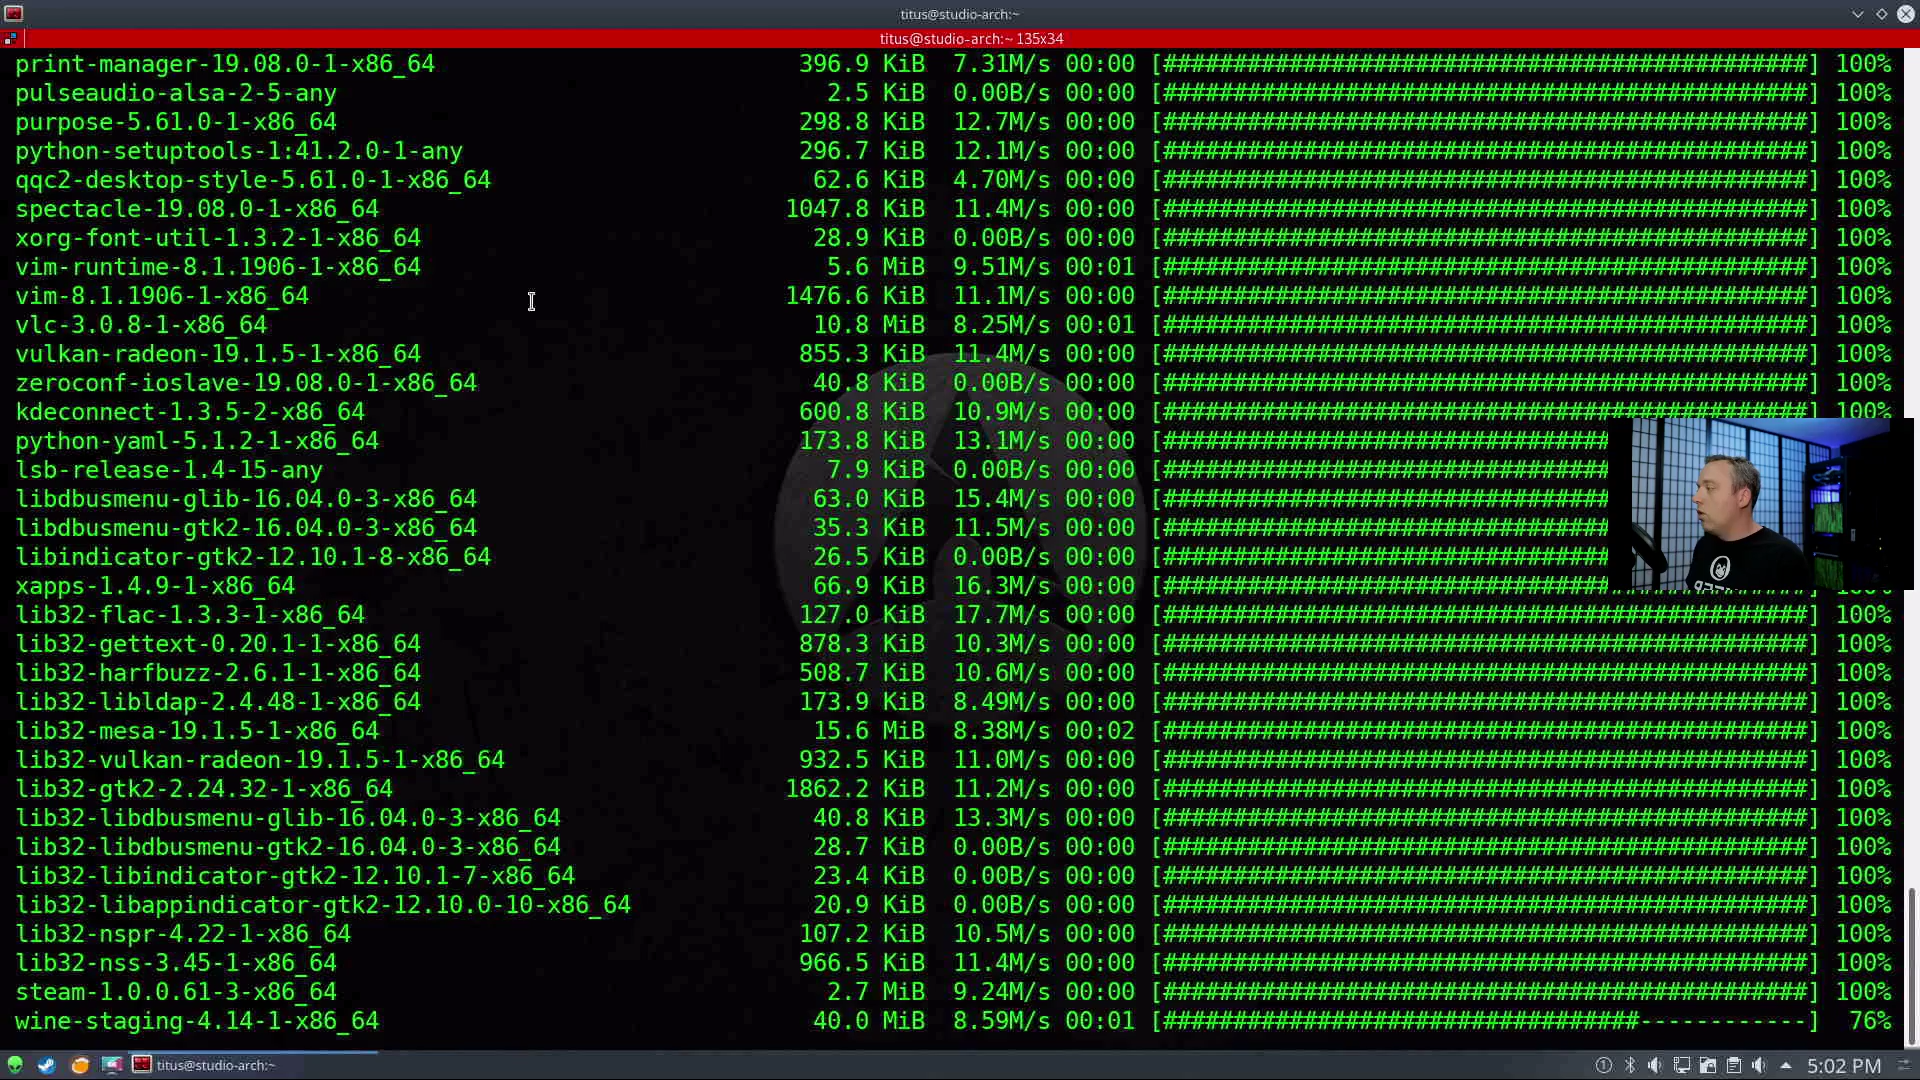 titus@studio-arch:~
titus@studio-arch:~ 135x34
print-manager-19.08.0-1-x86_64 396.9 KiB 7.31M/s 00:00 [##############################################] 100%
pulseaudio-alsa-2-5-any 2.5 KiB 0.00B/s 00:00 [##############################################] 100%
purpose-5.61.0-1-x86_64 298.8 KiB 12.7M/s 00:00 [##############################################] 100%
python-setuptools-1:41.2.0-1-any 296.7 KiB 12.1M/s 00:00 [##############################################] 100%
qqc2-desktop-style-5.61.0-1-x86_64 62.6 KiB 4.70M/s 00:00 [##############################################] 100%
spectacle-19.08.0-1-x86_64 1047.8 KiB 11.4M/s 00:00 [##############################################] 100%
xorg-font-util-1.3.2-1-x86_64 28.9 KiB 0.00B/s 00:00 [##############################################] 100%
vim-runtime-8.1.1906-1-x86_64 5.6 MiB 9.51M/s 00:01 [##############################################] 100%
vim-8.1.1906-1-x86_64 1476.6 KiB 11.1M/s 00:00 [##############################################] 100%
vlc-3.0.8-1-x86_64 10.8 MiB 8.25M/s 00:01 [##############################################] 100%
vulkan-radeon-19.1.5-1-x86_64 855.3 KiB 11.4M/s 00:00 [##############################################] 100%
zeroconf-ioslave-19.08.0-1-x86_64 40.8 KiB 0.00B/s 00:00 [##############################################] 100%
kdeconnect-1.3.5-2-x86_64 600.8 KiB 10.9M/s 00:00 [##############################################] 100%
python-yaml-5.1.2-1-x86_64 173.8 KiB 13.1M/s 00:00 [################################
lsb-release-1.4-15-any 7.9 KiB 0.00B/s 00:00 [################################
libdbusmenu-glib-16.04.0-3-x86_64 63.0 KiB 15.4M/s 00:00 [################################
libdbusmenu-gtk2-16.04.0-3-x86_64 35.3 KiB 11.5M/s 00:00 [################################
libindicator-gtk2-12.10.1-8-x86_64 26.5 KiB 0.00B/s 00:00 [################################
xapps-1.4.9-1-x86_64 66.9 KiB 16.3M/s 00:00 [################################
lib32-flac-1.3.3-1-x86_64 127.0 KiB 17.7M/s 00:00 [##############################################] 100%
lib32-gettext-0.20.1-1-x86_64 878.3 KiB 10.3M/s 00:00 [##############################################] 100%
lib32-harfbuzz-2.6.1-1-x86_64 508.7 KiB 10.6M/s 00:00 [##############################################] 100%
lib32-libldap-2.4.48-1-x86_64 173.9 KiB 8.49M/s 00:00 [##############################################] 100%
lib32-mesa-19.1.5-1-x86_64 15.6 MiB 8.38M/s 00:02 [##############################################] 100%
lib32-vulkan-radeon-19.1.5-1-x86_64 932.5 KiB 11.0M/s 00:00 [##############################################] 100%
lib32-gtk2-2.24.32-1-x86_64 1862.2 KiB 11.2M/s 00:00 [##############################################] 100%
lib32-libdbusmenu-glib-16.04.0-3-x86_64 40.8 KiB 13.3M/s 00:00 [##############################################] 100%
lib32-libdbusmenu-gtk2-16.04.0-3-x86_64 28.7 KiB 0.00B/s 00:00 [##############################################] 100%
lib32-libindicator-gtk2-12.10.1-7-x86_64 23.4 KiB 0.00B/s 00:00 [##############################################] 100%
lib32-libappindicator-gtk2-12.10.0-10-x86_64 20.9 KiB 0.00B/s 00:00 [##############################################] 100%
lib32-nspr-4.22-1-x86_64 107.2 KiB 10.5M/s 00:00 [##############################################] 100%
lib32-nss-3.45-1-x86_64 966.5 KiB 11.4M/s 00:00 [##############################################] 100%
steam-1.0.0.61-3-x86_64 2.7 MiB 9.24M/s 00:00 [##############################################] 100%
wine-staging-4.14-1-x86_64 40.0 MiB 8.59M/s 00:01 [##################################------------] 76%
titus@studio-arch:~
5:02 PM